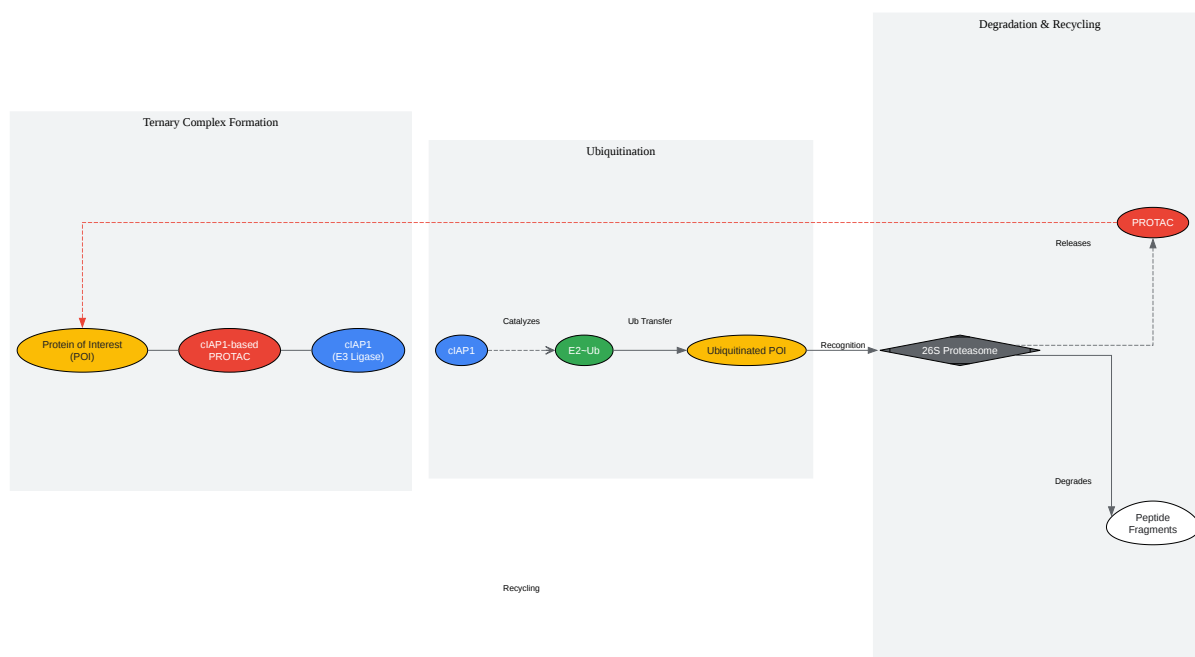 Degradation & Recycling
Ternary Complex Formation
Ubiquitination
PROTAC
Releases
Catalyzes
Ub Transfer
Protein of Interest
(POI)
cIAP1-based
PROTAC
cIAP1
(E3 Ligase)
cIAP1
E2−Ub
Ubiquitinated POI
Recognition
26S Proteasome
Degrades
Peptide
Fragments
Recycling